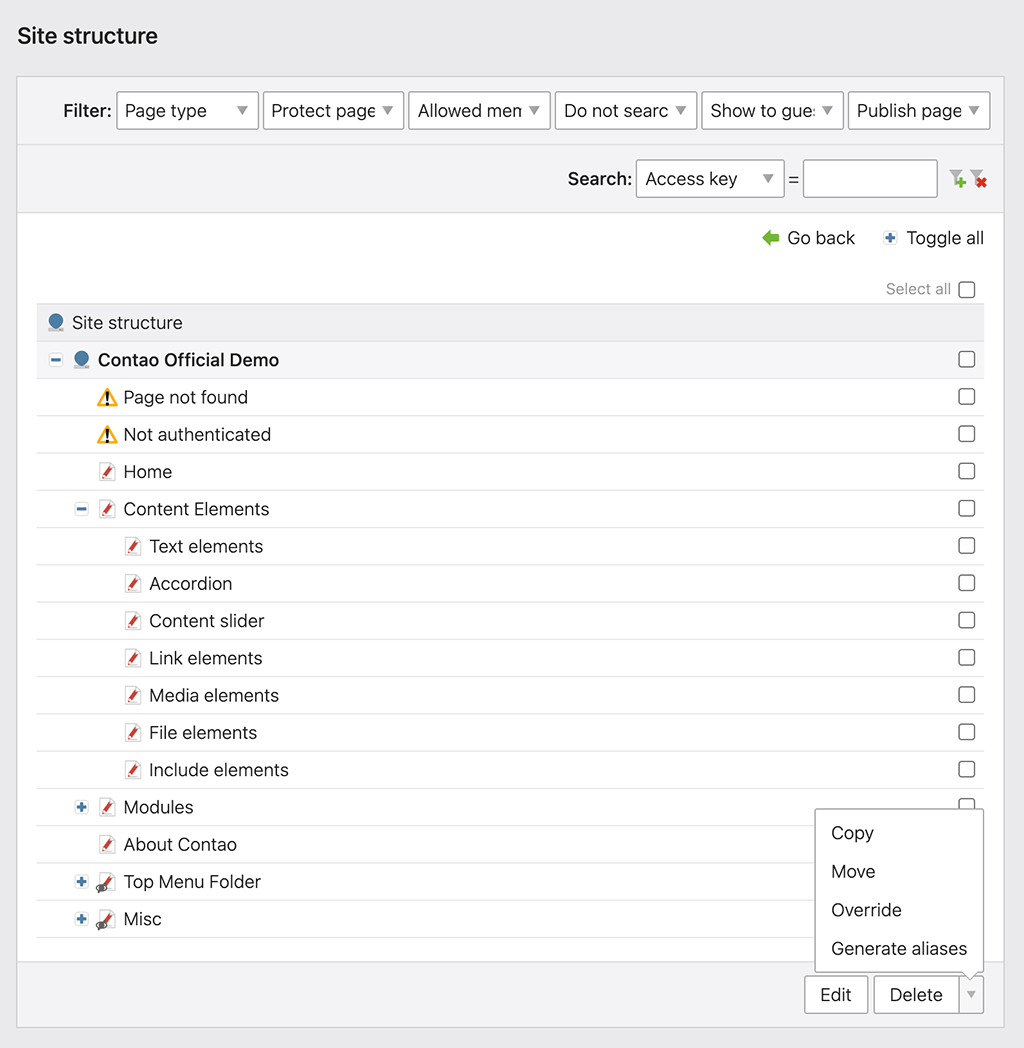 Site structure
Filter: Page type Protect page Allowed mem Do not searc Show to gue Publish page
Search: Access key =
Go back Toggle all
Select all
Site structure
Contao Official Demo
Page not found
Not authenticated
Home
Content Elements
Text elements
Accordion
Content slider
Link elements
Media elements
File elements
Include elements
Modules
About Contao
Top Menu Folder
Misc
Copy
Move
Override
Generate aliases
Edit Delete